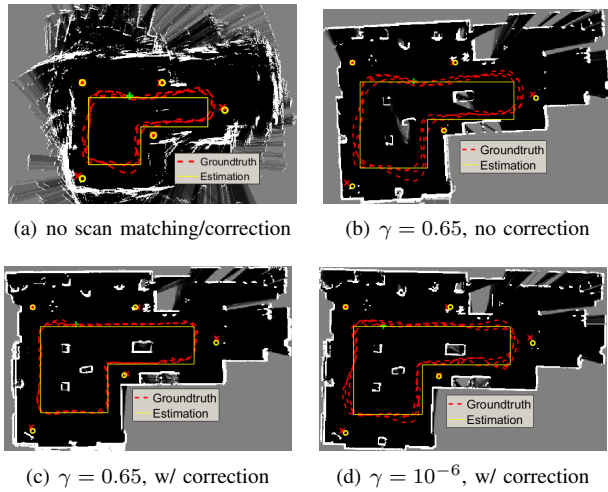 Groundtruth
Estimation
Groundtruth
Estimation
(a) no scan matching/correction
(b) γ = 0.65, no correction
Groundtruth
Estimation
Groundtruth
Estimation
(c) γ = 0.65, w/ correction
(d) γ = 10⁻⁶, w/ correction